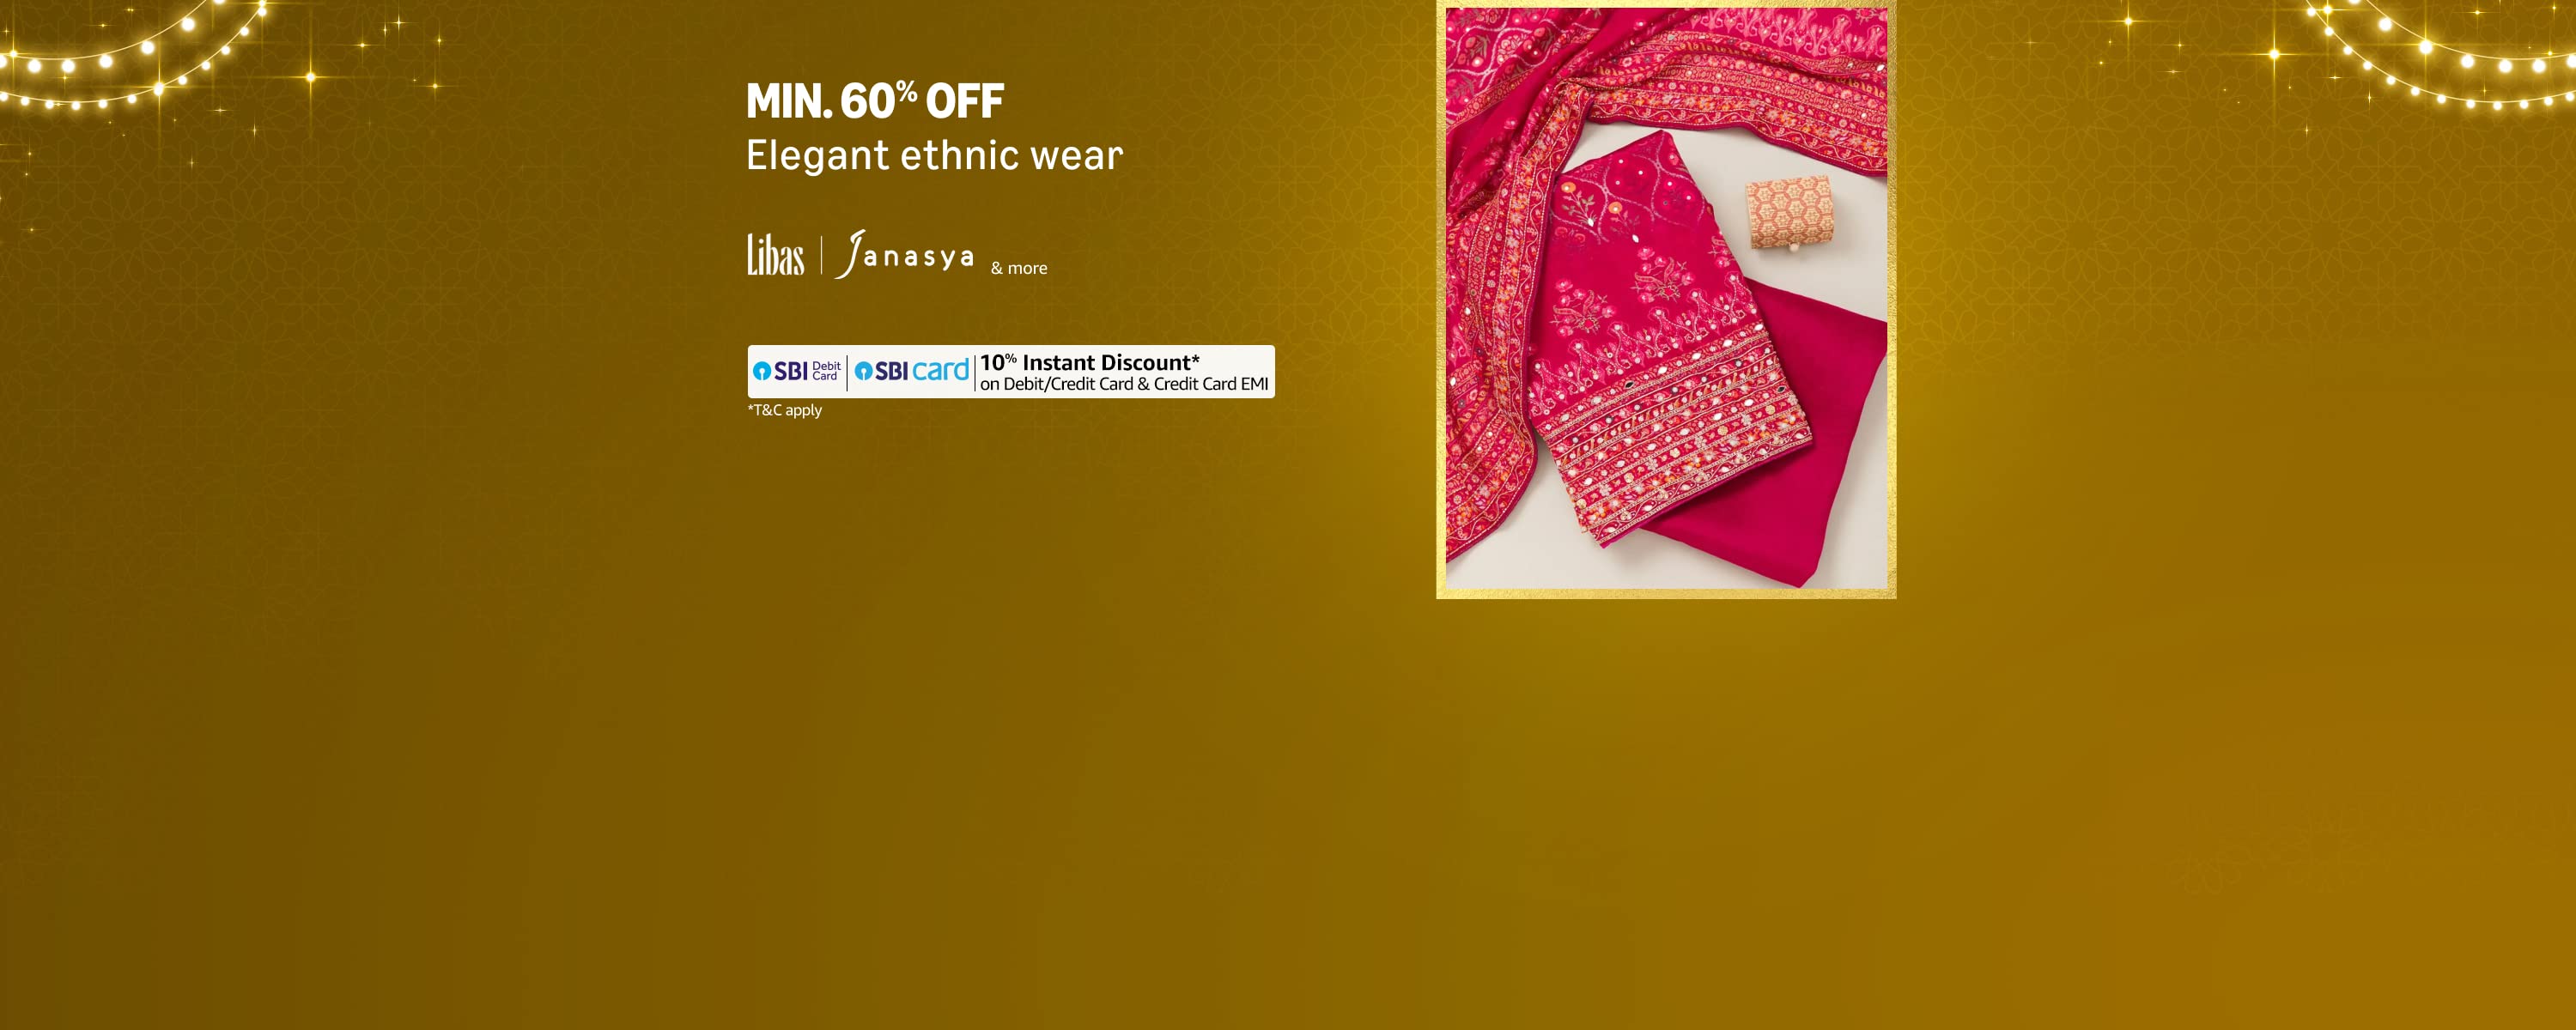 MIN. 60% OFF
Elegant ethnic wear
Libas | Janasya & more
SBI Debit Card | SBI card | 10% Instant Discount*
on Debit/Credit Card & Credit Card EMI
*T&C apply